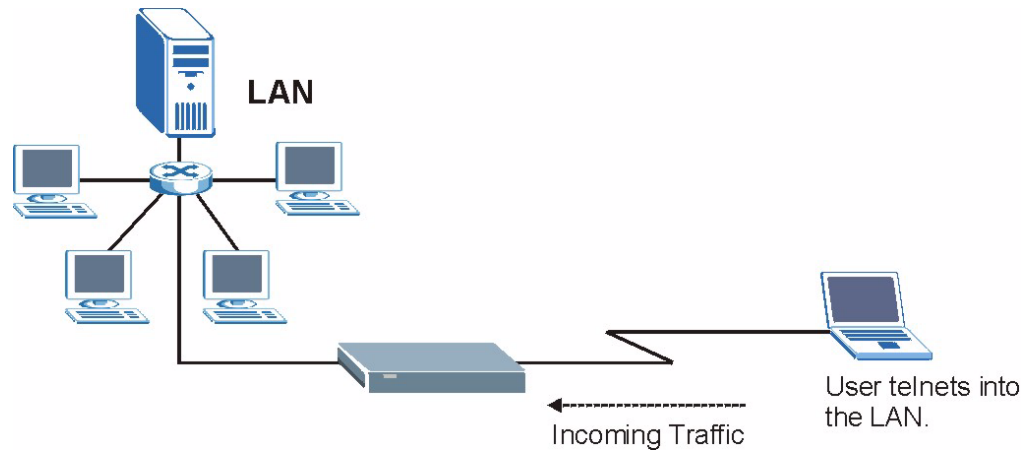 LAN
User telnets into
the LAN.
Incoming Traffic